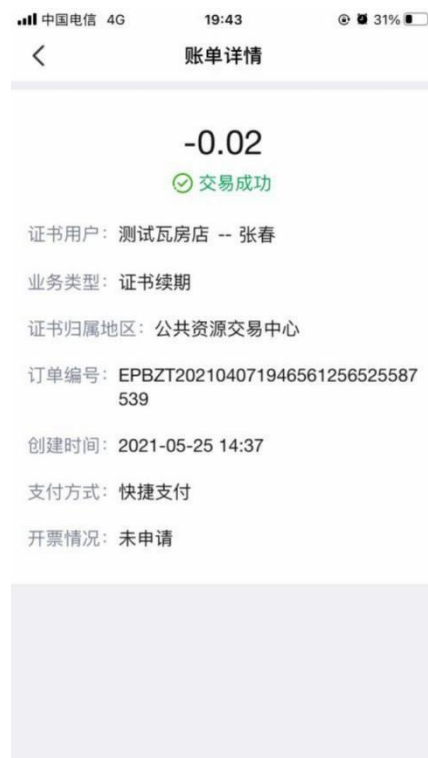 中国电信 4G 19:43 31%
账单详情
-0.02
交易成功
证书用户：测试瓦房店 -- 张春
业务类型：证书续期
证书归属地区：公共资源交易中心
订单编号：EPBZT202104071946561256525587
539
创建时间：2021-05-25 14:37
支付方式：快捷支付
开票情况：未申请